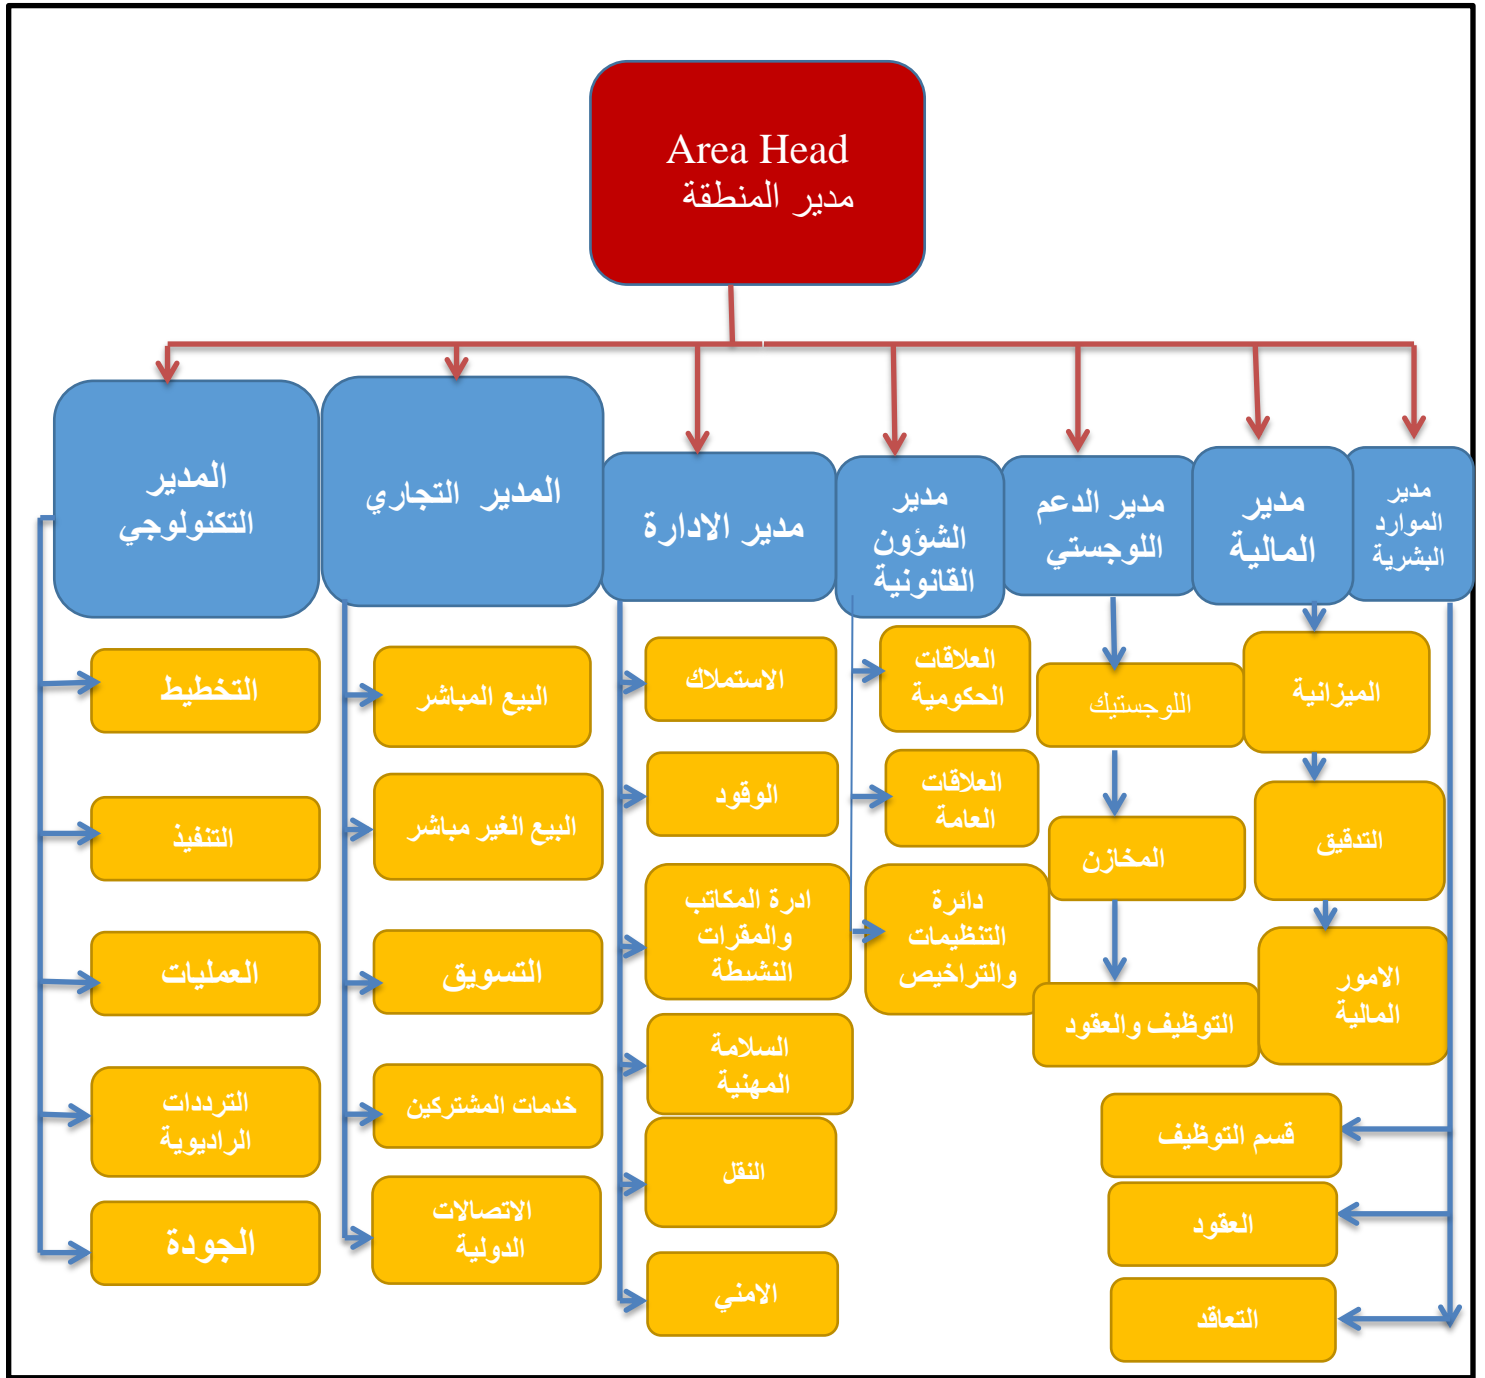 Area Head
مدير المنطقة
مدير
الموارد
البشرية
مدير
المالية
مدير الدعم
اللوجستي
مدير
الشؤون
القانونية
مدير الادارة
المدير التجاري
المدير
التكنولوجي
قسم التوظيف
العقود
التعاقد
الميزانية
التدقيق
الامور
المالية
اللوجستيك
المخازن
التوظيف والعقود
العلاقات
الحكومية
العلاقات
العامة
دائرة
التنظيمات
والتراخيص
الاستملاك
الوقود
ادرة المكاتب
والمقرات
النشطة
السلامة
المهنية
النقل
الامني
البيع المباشر
البيع الغير مباشر
التسويق
خدمات المشتركين
الاتصالات
الدولية
التخطيط
التنفيذ
العمليات
الترددات
الراديوية
الجودة